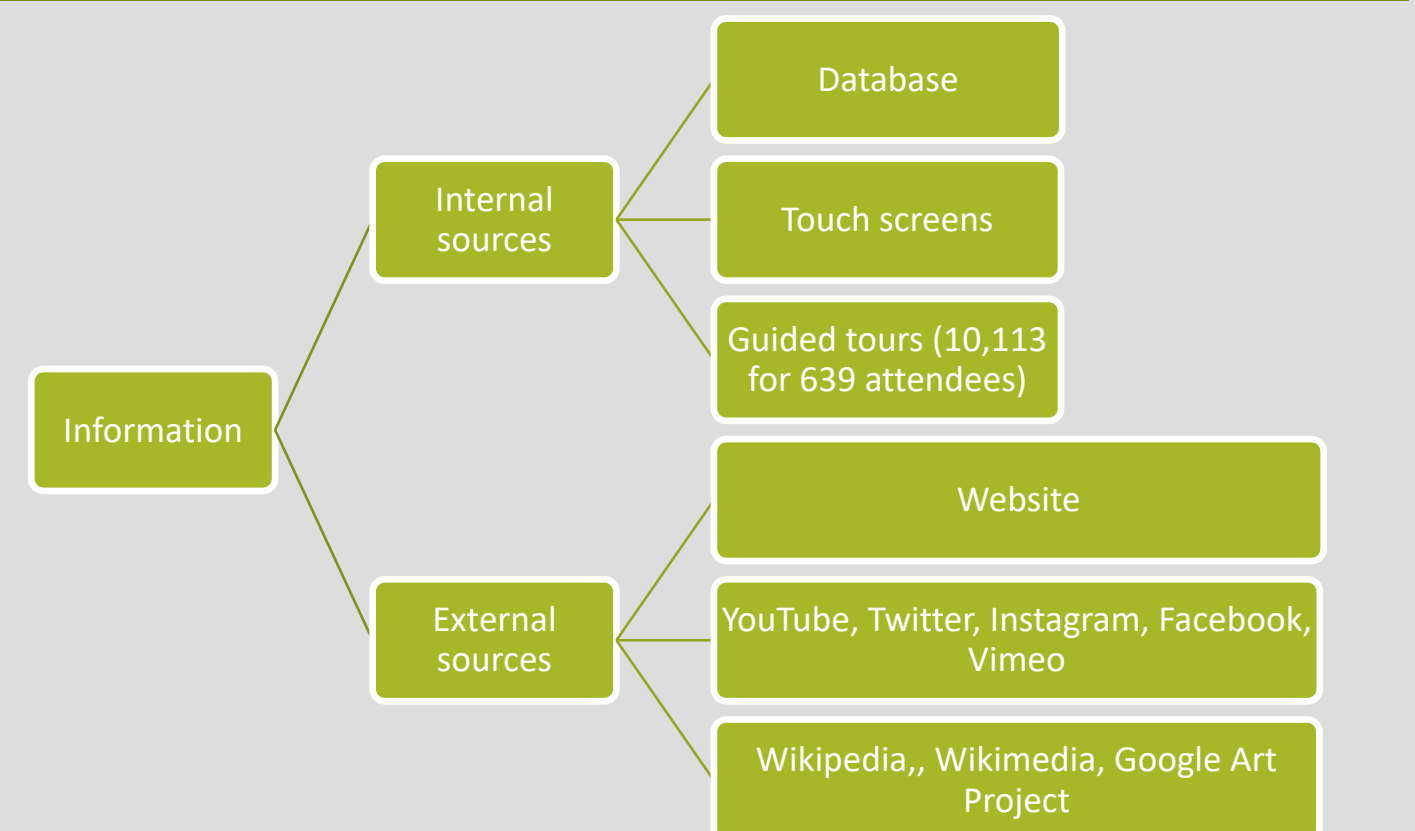 Information
Internal
sources
Database
Touch screens
Guided tours (10,113
for 639 attendees)
External
sources
Website
YouTube, Twitter, Instagram, Facebook,
Vimeo
Wikipedia,, Wikimedia, Google Art
Project